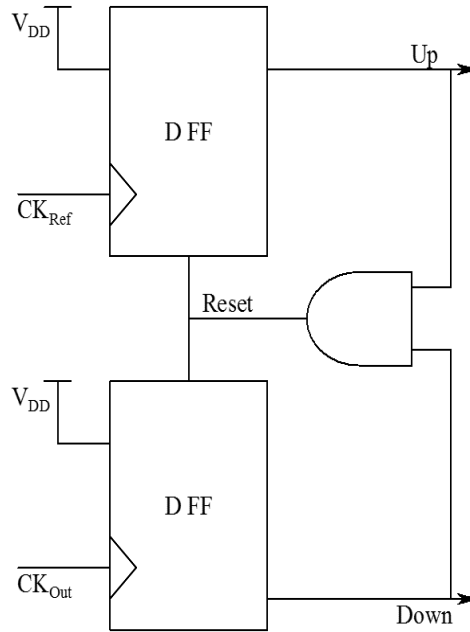 V_DD
Up
D FF
CK_Ref
Reset
V_DD
D FF
CK_Out
Down